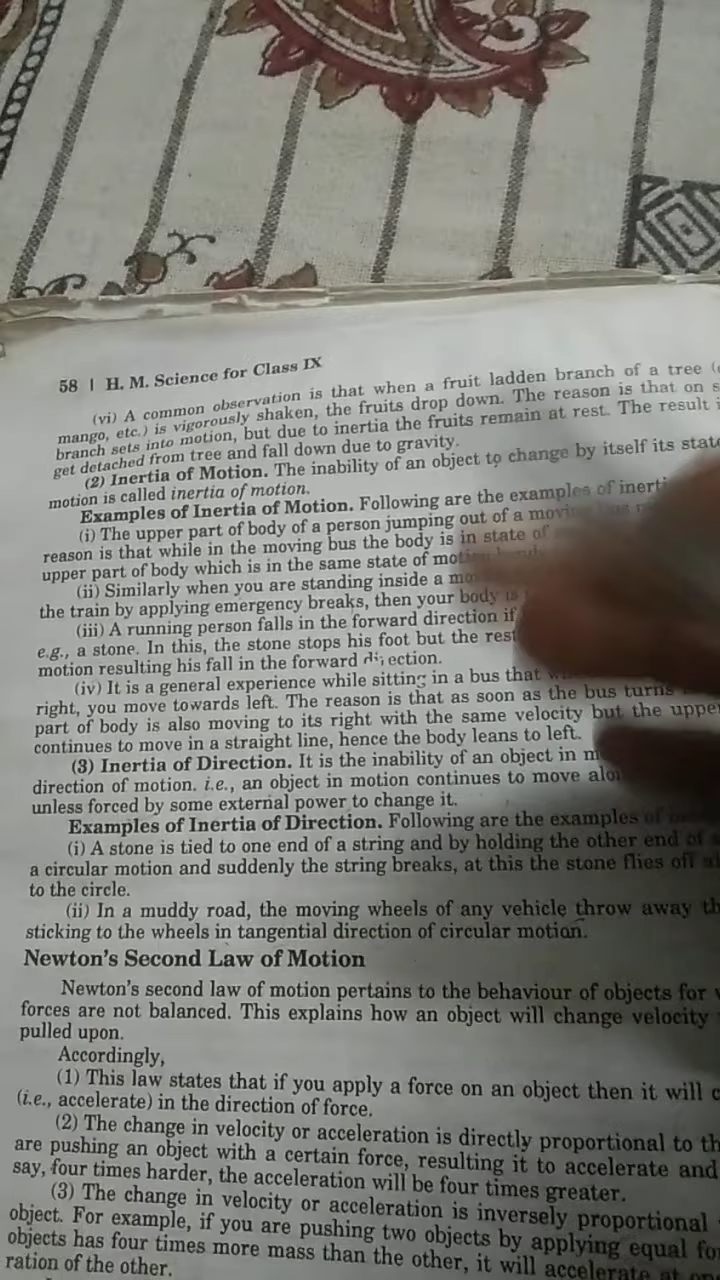 58 | H. M. Science for Class IX
(vi) A common observation is that when a fruit ladden branch of a tree
mango, etc.) is vigorously shaken, the fruits drop down. The reason is that on
branch sets into motion, but due to inertia the fruits remain at rest. The result
get detached from tree and fall down due to gravity.
(2) Inertia of Motion. The inability of an object to change by itself its state
motion is called inertia of motion.
Examples of Inertia of Motion. Following are the examples of
(i) The upper part of body of a person jumping out of a moving
reason is that while in the moving bus the body is in state of
upper part of body which is in the same state of
(ii) Similarly when you are standing inside a
the train by applying emergency breaks, then your body
(iii) A running person falls in the forward direction if
e.g., a stone. In this, the stone stops his foot but the rest
motion resulting his fall in the forward direction.
(iv) It is a general experience while sitting in a bus that
right, you move towards left. The reason is that as soon as the bus turns
part of body is also moving to its right with the same velocity but the upper
continues to move in a straight line, hence the body leans to left.
(3) Inertia of Direction. It is the inability of an object in
direction of motion. i.e., an object in motion continues to move
unless forced by some external power to change it.
Examples of Inertia of Direction. Following are the examples of
(i) A stone is tied to one end of a string and by holding the other end of
a circular motion and suddenly the string breaks, at this the stone flies off
to the circle.
(ii) In a muddy road, the moving wheels of any vehicle throw away
sticking to the wheels in tangential direction of circular motion.
Newton's Second Law of Motion
Newton's second law of motion pertains to the behaviour of objects for
forces are not balanced. This explains how an object will change velocity
pulled upon.
Accordingly,
(1) This law states that if you apply a force on an object then it will
(i.e., accelerate) in the direction of force.
(2) The change in velocity or acceleration is directly proportional to
are pushing an object with a certain force, resulting it to accelerate and
say, four times harder, the acceleration will be four times greater.
(3) The change in velocity or acceleration is inversely proportional
object. For example, if you are pushing two objects by applying equal
objects has four times more mass than the other, it will accelerate at
ration of the other.